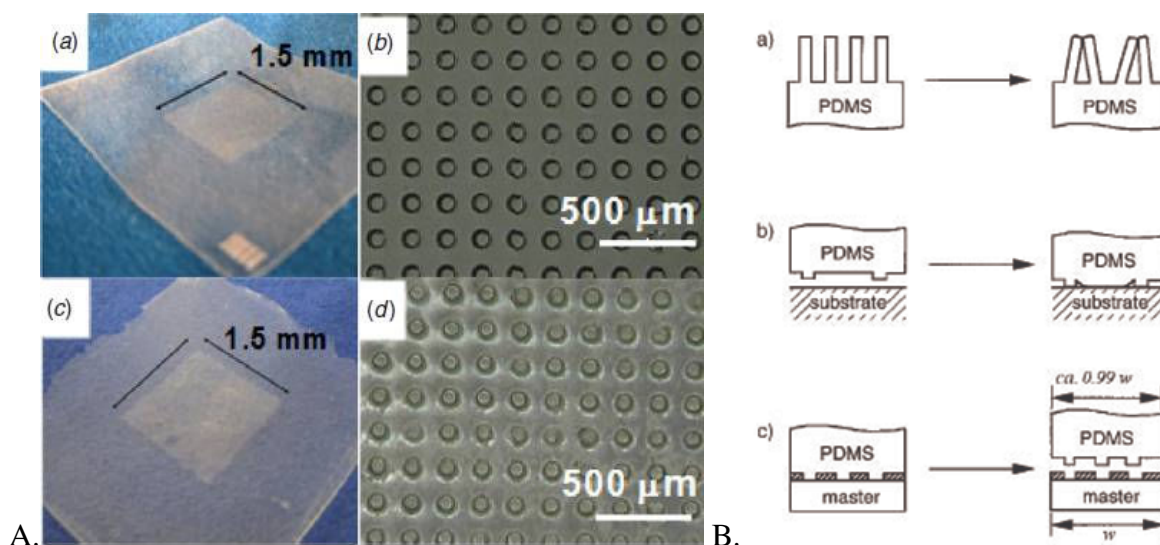 (a)
1.5 mm
(b)
500 μm
(c)
1.5 mm
(d)
500 μm
A.
a)
PDMS
PDMS
b)
PDMS
PDMS
substrate
substrate
ca. 0.99 w
c)
PDMS
PDMS
master
master
w
B.